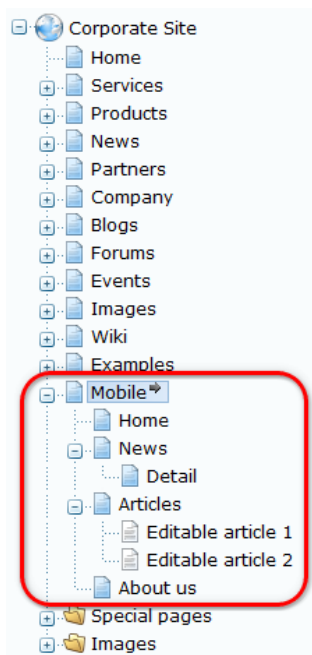 Corporate Site
Home
Services
Products
News
Partners
Company
Blogs
Forums
Events
Images
Wiki
Examples
Mobile
Home
News
Detail
Articles
Editable article 1
Editable article 2
About us
Special pages
Images